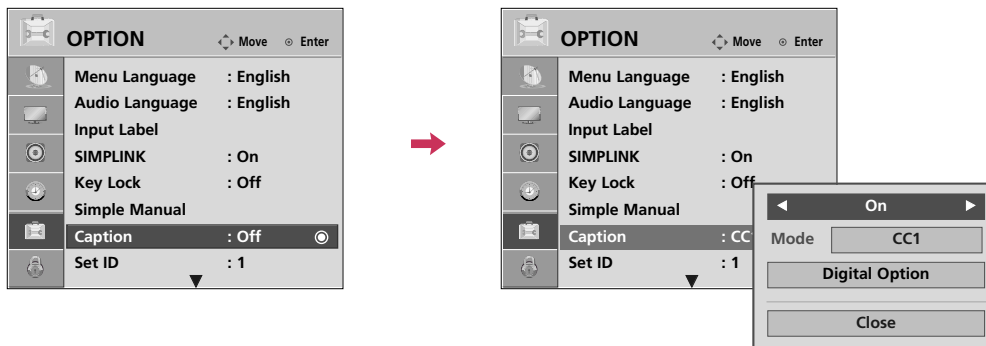 OPTION Move Enter
Menu Language : English
Audio Language : English
Input Label
SIMPLINK : On
Key Lock : Off
Simple Manual
Caption : Off
Set ID : 1
OPTION Move Enter
Menu Language : English
Audio Language : English
Input Label
SIMPLINK : On
Key Lock : Off
Simple Manual
Caption : CC1
Set ID : 1
On
Mode CC1
Digital Option
Close